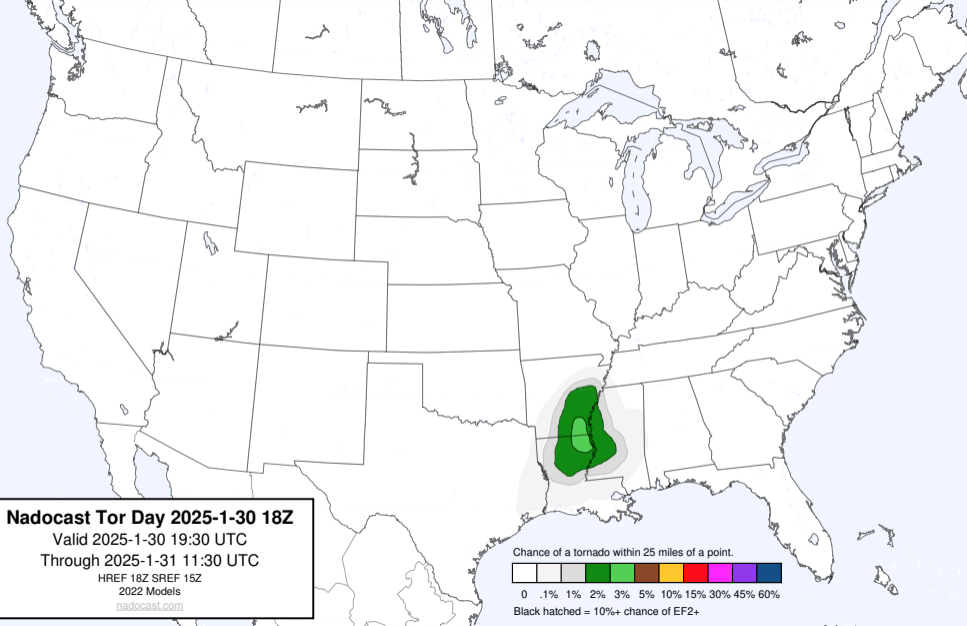 Nadocast Tor Day 2025-1-30 18Z
Valid 2025-1-30 19:30 UTC
Through 2025-1-31 11:30 UTC
HREF 18Z SREF 15Z
2022 Models
nadocast.com
Chance of a tornado within 25 miles of a point.
0 .1% 1% 2% 3% 5% 10% 15% 30% 45% 60%
Black hatched = 10%+ chance of EF2+